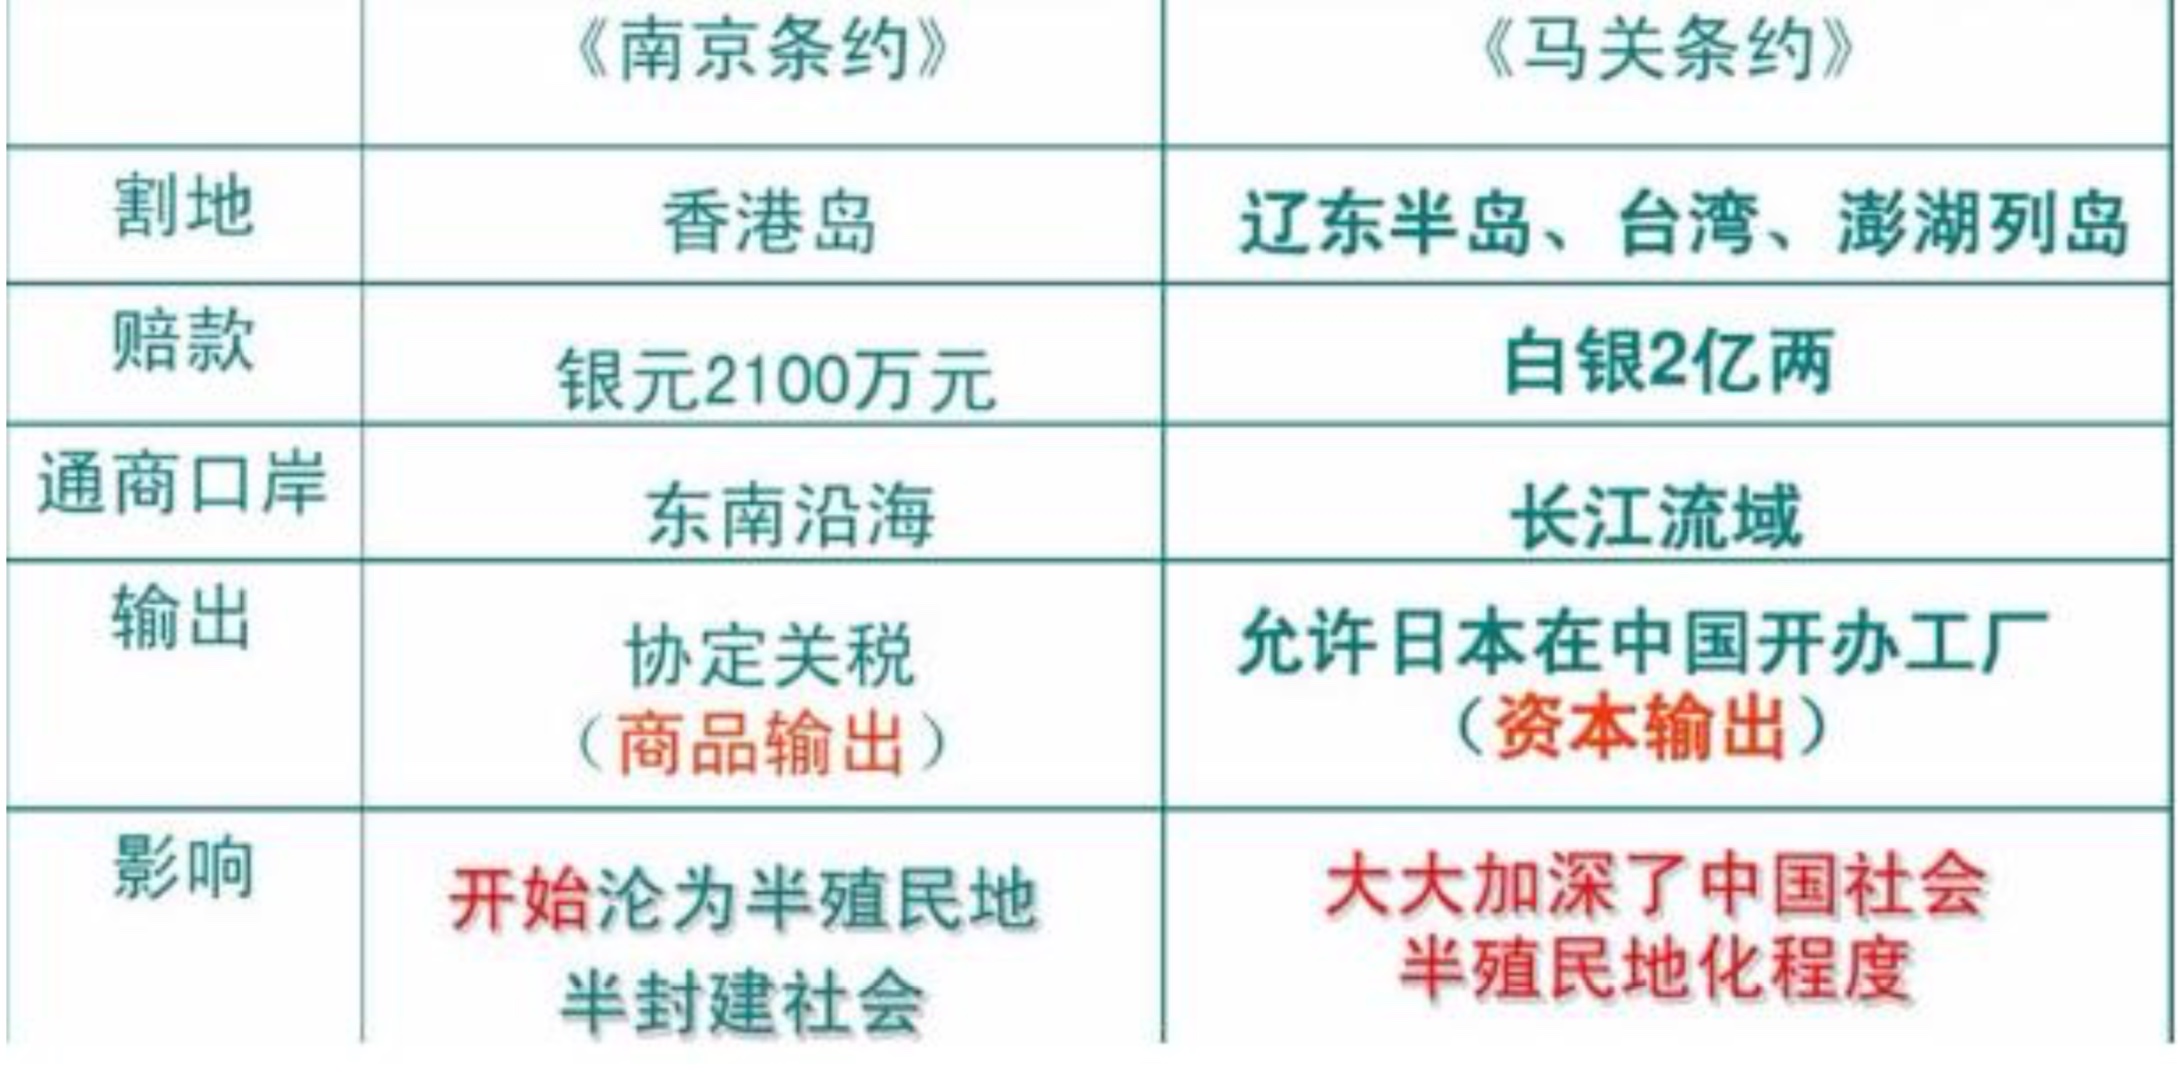 《南京条约》 《马关条约》
割地 香港岛 辽东半岛、台湾、澎湖列岛
赔款 银元2100万元 白银2亿两
通商口岸 东南沿海 长江流域
输出 协定关税 允许日本在中国开办工厂
（商品输出） （资本输出）
影响 开始沦为半殖民地 大大加深了中国社会
半封建社会 半殖民地化程度